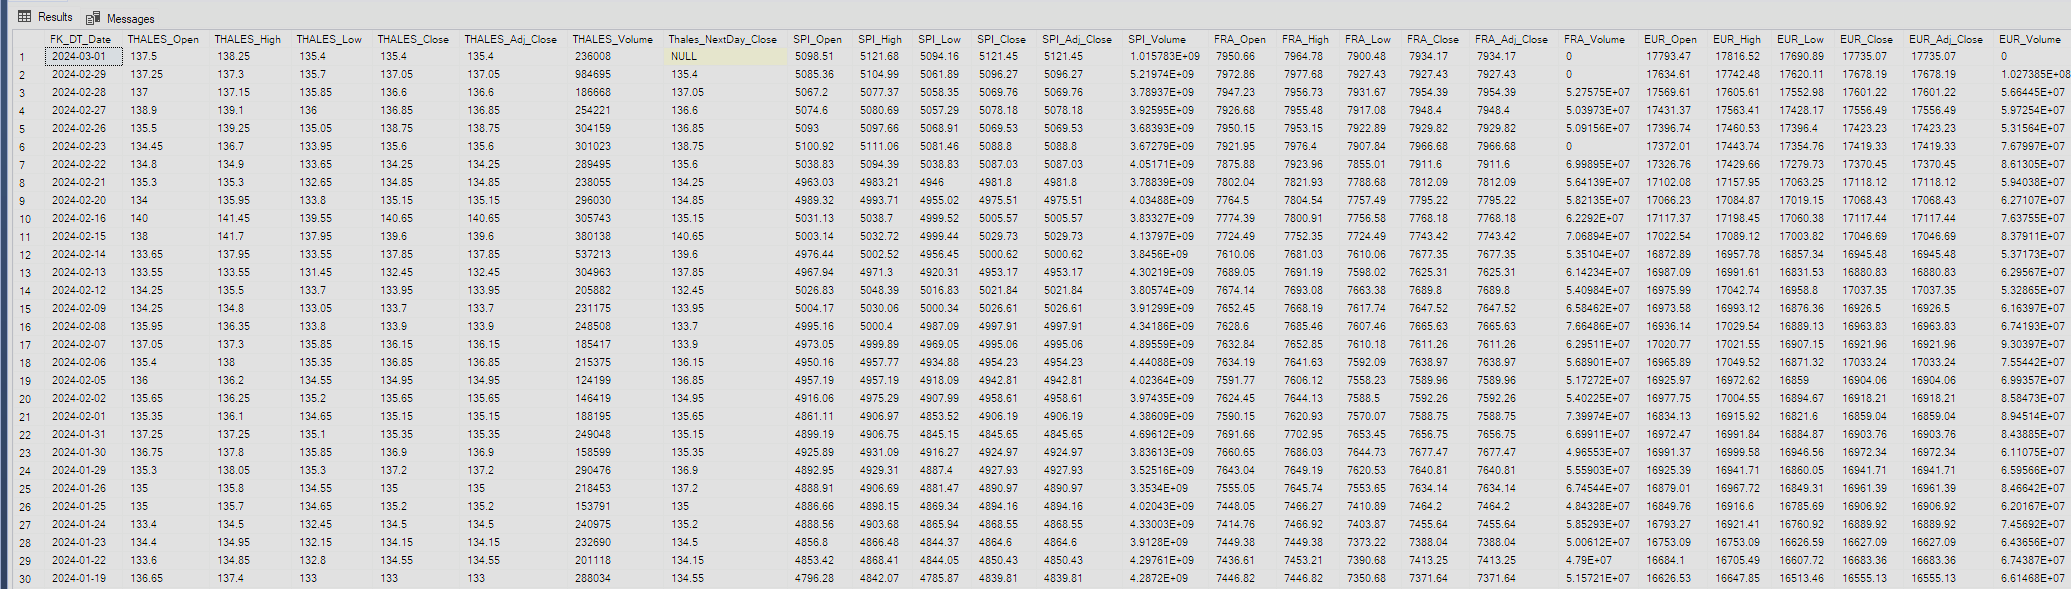 Results Messages
FK_DT_Date THALES_Open THALES_High THALES_Low THALES_Close THALES_Adj_Close THALES_Volume Thales_NextDay_Close SPI_Open SPI_High SPI_Low SPI_Close SPI_Adj_Close SPI_Volume FRA_Open FRA_High FRA_Low FRA_Close FRA_Adj_Close FRA_Volume EUR_Open EUR_High EUR_Low EUR_Close EUR_Adj_Close EUR_Volume
1 2024-03-01 137.5 138.25 135.4 135.4 135.4 236008 NULL 5098.51 5121.68 5094.16 5121.45 5121.45 1.015783E+09 7950.66 7964.78 7900.48 7934.17 7934.17 0 17793.47 17816.52 17690.89 17735.07 17735.07 0
2 2024-02-29 137.25 137.3 135.7 137.05 137.05 984695 135.4 5085.36 5104.99 5061.89 5096.27 5096.27 5.21974E+09 7972.86 7977.68 7927.43 7927.43 7927.43 0 17634.61 17742.48 17620.11 17678.19 17678.19 1.027385E+08
3 2024-02-28 137 137.15 135.85 136.6 136.6 186668 137.05 5067.2 5077.37 5058.35 5069.76 5069.76 3.78937E+09 7947.23 7956.73 7931.67 7954.39 7954.39 5.27575E+07 17569.61 17605.61 17552.98 17601.22 17601.22 5.66445E+07
4 2024-02-27 138.9 139.1 136 136.85 136.85 254221 136.6 5074.6 5080.69 5057.29 5078.18 5078.18 3.92595E+09 7926.68 7955.48 7917.08 7948.4 7948.4 5.03973E+07 17431.37 17563.41 17428.17 17556.49 17556.49 5.97254E+07
5 2024-02-26 135.5 139.25 135.05 138.75 138.75 304159 136.85 5093 5097.66 5068.91 5069.53 5069.53 3.68393E+09 7950.15 7953.15 7922.89 7929.82 7929.82 5.09156E+07 17396.74 17460.53 17396.4 17423.23 17423.23 5.31564E+07
6 2024-02-23 134.45 136.7 133.95 135.6 135.6 301023 138.75 5100.92 5111.06 5081.46 5088.8 5088.8 3.67279E+09 7921.95 7976.4 7907.84 7966.68 7966.68 0 17372.01 17443.74 17354.76 17419.33 17419.33 7.67997E+07
7 2024-02-22 134.8 134.9 133.65 134.25 134.25 289495 135.6 5038.83 5094.39 5038.83 5087.03 5087.03 4.05171E+09 7875.88 7923.96 7855.01 7911.6 7911.6 6.99895E+07 17326.76 17429.66 17279.73 17370.45 17370.45 8.61305E+07
8 2024-02-21 135.3 135.3 132.65 134.85 134.85 238055 134.25 4963.03 4983.21 4946 4981.8 4981.8 3.78839E+09 7802.04 7821.93 7788.68 7812.09 7812.09 5.64139E+07 17102.08 17157.95 17063.25 17118.12 17118.12 5.94038E+07
9 2024-02-20 134 135.95 133.8 135.15 135.15 296030 134.85 4989.32 4993.71 4955.02 4975.51 4975.51 4.03488E+09 7764.5 7804.54 7757.49 7795.22 7795.22 5.82135E+07 17066.23 17084.87 17019.15 17068.43 17068.43 6.27107E+07
10 2024-02-16 140 141.45 139.55 140.65 140.65 305743 135.15 5031.13 5038.7 4999.52 5005.57 5005.57 3.83327E+09 7774.39 7800.91 7756.58 7768.18 7768.18 6.2292E+07 17117.37 17198.45 17060.38 17117.44 17117.44 7.63755E+07
11 2024-02-15 138 141.7 137.95 139.6 139.6 380138 140.65 5003.14 5032.72 4999.44 5029.73 5029.73 4.13797E+09 7724.49 7752.35 7724.49 7743.42 7743.42 7.06894E+07 17022.54 17089.12 17003.82 17046.69 17046.69 8.37911E+07
12 2024-02-14 133.65 137.95 133.55 137.85 137.85 537213 139.6 4976.44 5002.52 4956.45 5000.62 5000.62 3.8456E+09 7610.06 7681.03 7610.06 7677.35 7677.35 5.35104E+07 16872.89 16957.78 16857.34 16945.48 16945.48 5.37173E+07
13 2024-02-13 133.55 133.55 131.45 132.45 132.45 304963 137.85 4967.94 4971.3 4920.31 4953.17 4953.17 4.30219E+09 7689.05 7691.19 7598.02 7625.31 7625.31 6.14234E+07 16987.09 16991.61 16831.53 16880.83 16880.83 6.29567E+07
14 2024-02-12 134.25 135.5 133.7 133.95 133.95 205882 132.45 5026.83 5048.39 5016.83 5021.84 5021.84 3.80574E+09 7674.14 7693.08 7663.38 7689.8 7689.8 5.40984E+07 16975.99 17042.74 16958.8 17037.35 17037.35 5.32865E+07
15 2024-02-09 134.25 134.8 133.05 133.7 133.7 231175 133.95 5004.17 5030.06 5000.34 5026.61 5026.61 3.91299E+09 7652.45 7668.19 7617.74 7647.52 7647.52 6.58462E+07 16973.58 16993.12 16876.36 16926.5 16926.5 6.16397E+07
16 2024-02-08 135.95 136.35 133.8 133.9 133.9 248508 133.7 4995.16 5000.4 4987.09 4997.91 4997.91 4.34186E+09 7628.6 7685.46 7607.46 7665.63 7665.63 7.66486E+07 16936.14 17029.54 16889.13 16963.83 16963.83 6.74193E+07
17 2024-02-07 137.05 137.3 135.85 136.15 136.15 185417 133.9 4973.05 4999.89 4969.05 4995.06 4995.06 4.89559E+09 7632.84 7652.85 7610.18 7611.26 7611.26 6.29511E+07 17020.77 17021.55 16907.15 16921.96 16921.96 9.30397E+07
18 2024-02-06 135.4 138 135.35 136.85 136.85 215375 136.15 4950.16 4957.77 4934.88 4954.23 4954.23 4.44088E+09 7634.19 7641.63 7592.09 7638.97 7638.97 5.68901E+07 16965.89 17049.52 16871.32 17033.24 17033.24 7.55442E+07
19 2024-02-05 136 136.2 134.55 134.95 134.95 124199 136.85 4957.19 4957.19 4918.09 4942.81 4942.81 4.02364E+09 7591.77 7606.12 7558.23 7589.96 7589.96 5.17272E+07 16925.97 16972.62 16859 16904.06 16904.06 6.99357E+07
20 2024-02-02 135.65 136.25 135.2 135.65 135.65 146419 134.95 4916.06 4975.29 4907.99 4958.61 4958.61 3.97435E+09 7624.45 7644.13 7588.5 7592.26 7592.26 5.40225E+07 16977.75 17004.55 16894.67 16918.21 16918.21 8.58473E+07
21 2024-02-01 135.35 136.1 134.65 135.15 135.15 188195 135.65 4861.11 4906.97 4853.52 4906.19 4906.19 4.38609E+09 7590.15 7620.93 7570.07 7588.75 7588.75 7.39974E+07 16834.13 16915.92 16821.6 16859.04 16859.04 8.94514E+07
22 2024-01-31 137.25 137.25 135.1 135.35 135.35 249048 135.15 4899.19 4906.75 4845.15 4845.65 4845.65 4.69612E+09 7691.66 7702.95 7653.45 7656.75 7656.75 6.69911E+07 16972.47 16991.84 16884.87 16903.76 16903.76 8.43885E+07
23 2024-01-30 136.75 137.8 135.85 136.9 136.9 158599 135.35 4925.89 4931.09 4916.27 4924.97 4924.97 3.83613E+09 7660.65 7686.03 7644.73 7677.47 7677.47 4.96553E+07 16991.37 16999.58 16946.56 16972.34 16972.34 6.11075E+07
24 2024-01-29 135.3 138.05 135.3 137.2 137.2 290476 136.9 4892.95 4929.31 4887.4 4927.93 4927.93 3.52516E+09 7643.04 7649.19 7620.53 7640.81 7640.81 5.55903E+07 16925.39 16941.71 16860.05 16941.71 16941.71 6.59566E+07
25 2024-01-26 135 135.8 134.55 135 135 218453 137.2 4888.91 4906.69 4881.47 4890.97 4890.97 3.3534E+09 7555.05 7645.74 7553.65 7634.14 7634.14 6.74544E+07 16879.01 16967.72 16849.31 16961.39 16961.39 8.46642E+07
26 2024-01-25 135 135.7 134.65 135.2 135.2 153791 135 4886.66 4898.15 4869.34 4894.16 4894.16 4.02043E+09 7448.05 7466.27 7410.89 7464.2 7464.2 4.84328E+07 16849.76 16916.6 16785.69 16906.92 16906.92 6.20167E+07
27 2024-01-24 133.4 134.5 132.45 134.5 134.5 240975 135.2 4888.56 4903.68 4865.94 4868.55 4868.55 4.33003E+09 7414.76 7466.92 7403.87 7455.64 7455.64 5.85293E+07 16793.27 16921.41 16760.92 16889.92 16889.92 7.45692E+07
28 2024-01-23 134.4 134.95 132.15 134.15 134.15 232690 134.5 4856.8 4866.48 4844.37 4864.6 4864.6 3.9128E+09 7449.38 7449.38 7373.22 7388.04 7388.04 5.00612E+07 16753.09 16753.09 16626.59 16627.09 16627.09 6.43656E+07
29 2024-01-22 133.6 134.85 132.8 134.55 134.55 201118 134.15 4853.42 4868.41 4844.05 4850.43 4850.43 4.29761E+09 7436.61 7453.21 7390.68 7413.25 7413.25 4.79E+07 16684.1 16705.49 16607.72 16683.36 16683.36 6.74387E+07
30 2024-01-19 136.65 137.4 133 133 133 288034 134.55 4796.28 4842.07 4785.87 4839.81 4839.81 4.2872E+09 7446.82 7446.82 7350.68 7371.64 7371.64 5.15721E+07 16626.53 16647.85 16513.46 16555.13 16555.13 6.61468E+07